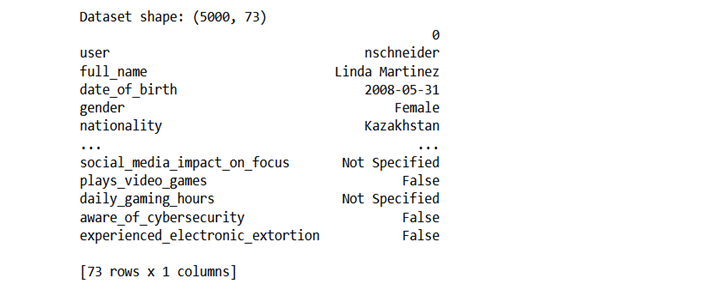 Dataset shape: (5000, 73)
0
user nschneider
full_name Linda Martinez
date_of_birth 2008-05-31
gender Female
nationality Kazakhstan
... ...
social_media_impact_on_focus Not Specified
plays_video_games False
daily_gaming_hours Not Specified
aware_of_cybersecurity False
experienced_electronic_extortion False
[73 rows x 1 columns]